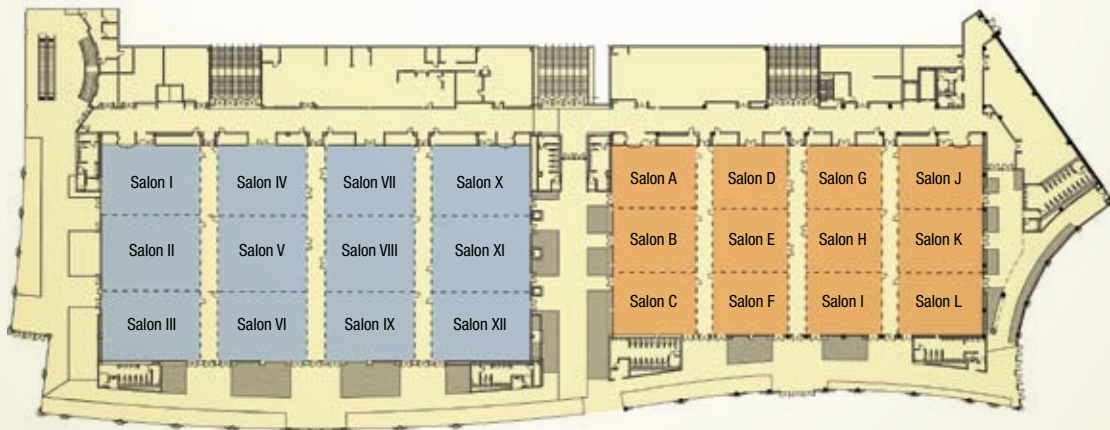 Salon I
Salon IV
Salon VII
Salon X
Salon II
Salon V
Salon VIII
Salon XI
Salon III
Salon VI
Salon IX
Salon XII
Salon A
Salon D
Salon G
Salon J
Salon B
Salon E
Salon H
Salon K
Salon C
Salon F
Salon I
Salon L